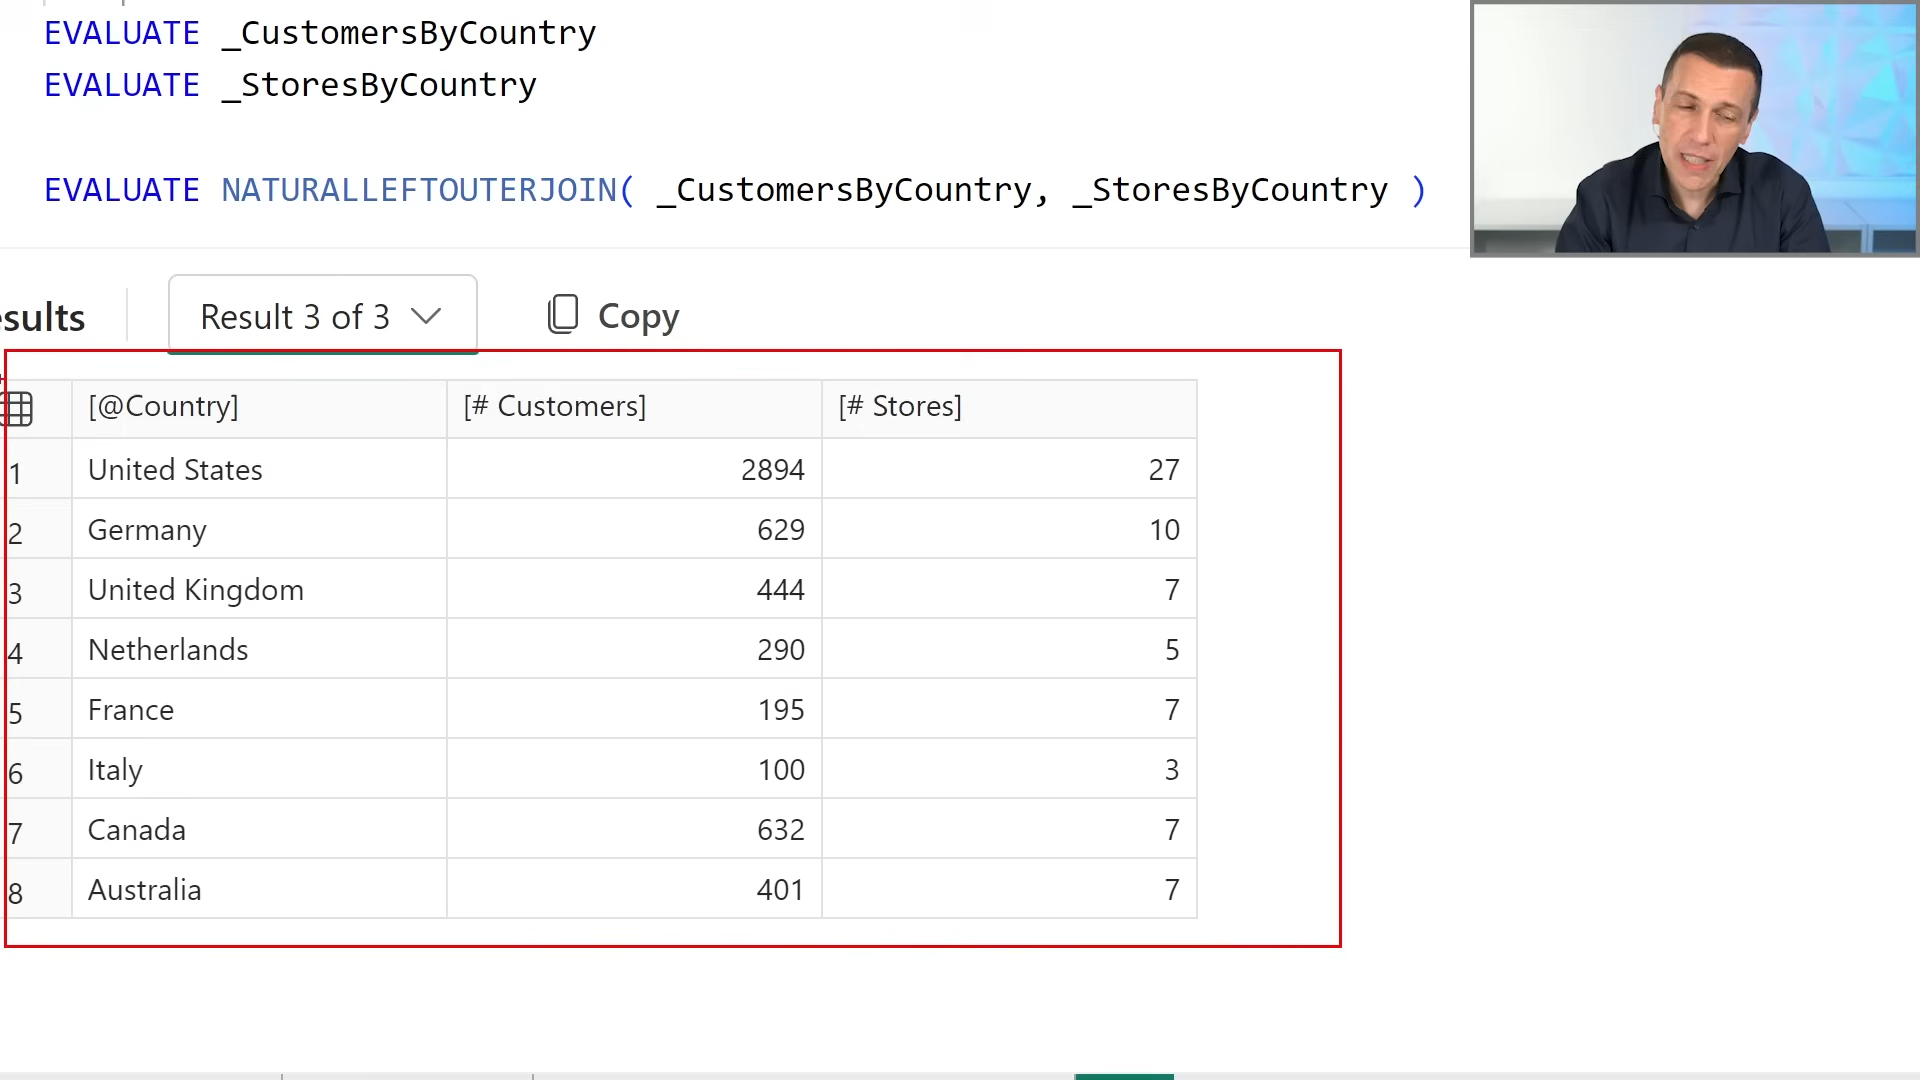 EVALUATE _CustomersByCountry
EVALUATE _StoresByCountry
EVALUATE NATURALLEFTOUTERJOIN( _CustomersByCountry, _StoresByCountry )
esults Result 3 of 3 Copy
[@Country] [# Customers] [# Stores]
1 United States 2894 27
2 Germany 629 10
3 United Kingdom 444 7
4 Netherlands 290 5
5 France 195 7
6 Italy 100 3
7 Canada 632 7
8 Australia 401 7